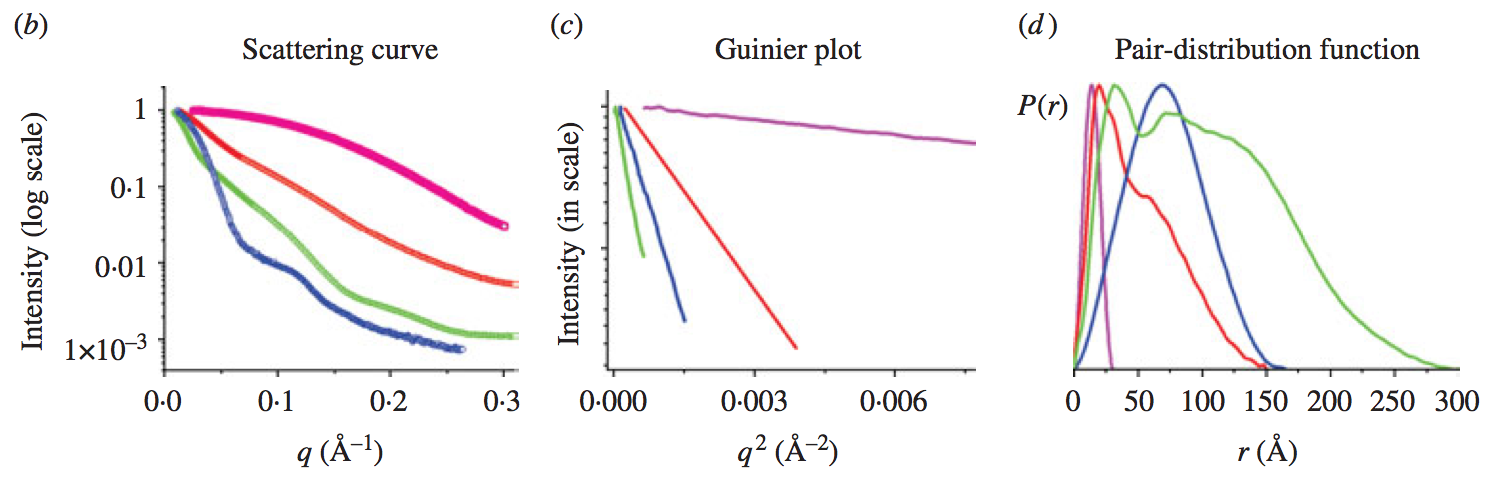 (b)
Scattering curve
Intensity (log scale)
1
0·1
0·01
1×10⁻³
0·0 0·1 0·2 0·3
q (Å⁻¹)
(c)
Guinier plot
Intensity (in scale)
0·000 0·003 0·006
q² (Å⁻²)
(d)
Pair-distribution function
P(r)
0 50 100 150 200 250 300
r (Å)